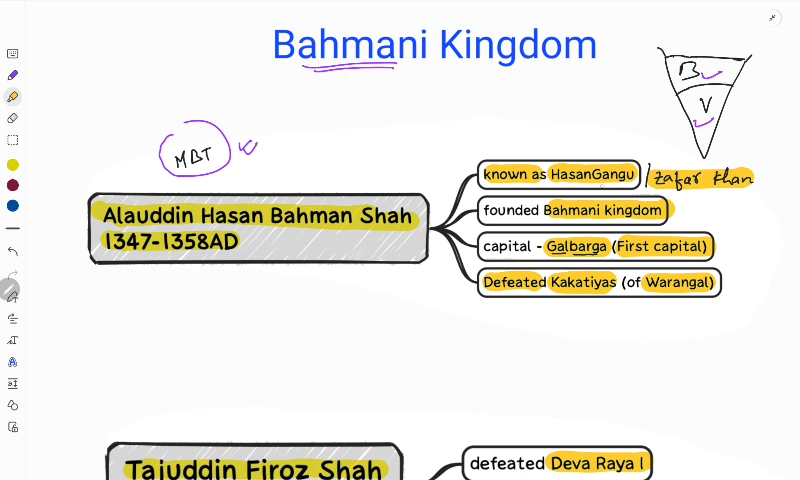 Bahmani Kingdom
B
V
MBT
Alauddin Hasan Bahman Shah
1347-1358AD
known as HasanGangu / Zafar Khan
founded Bahmani kingdom
capital - Galbarga (First capital)
Defeated Kakatiyas (of Warangal)
Tajuddin Firoz Shah
defeated Deva Raya I